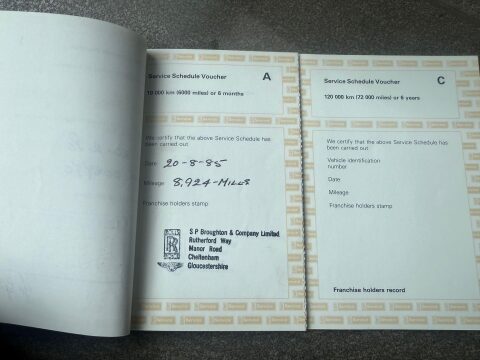 Service Schedule Voucher A
10 000 km (6000 miles) or 6 months
We certify that the above Service Schedule has
been carried out
Date 20-8-85
Mileage 8,924-MILES
Franchise holders stamp
RR
S P Broughton & Company Limited
Rutherford Way
Manor Road
Cheltenham
Gloucestershire
Service Schedule Voucher C
120 000 km (72 000 miles) or 6 years
We certify that the above Service Schedule has
been carried out
Vehicle identification
number
Date
Mileage
Franchise holders stamp
Franchise holders record